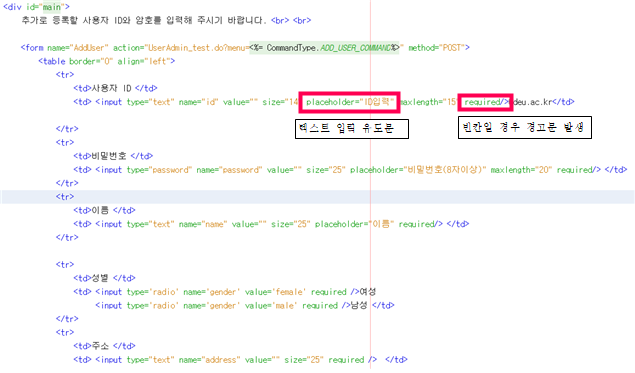 <div id="main">
추가로 등록할 사용자 ID와 암호를 입력해 주시기 바랍니다. <br> <br>
<form name="AddUser" action="UserAdmin_test.do?menu=<%= CommandType.ADD_USER_COMMAND%>" method="POST">
<table border="0" align="left">
<tr>
<td>사용자 ID </td>
<td> <input type="text" name="id" value="" size="14" placeholder="ID입력" maxlength="15" required/>deu.ac.kr</td>
텍스트 입력 유도문
빈칸일 경우 경고문 발생
</tr>
<tr>
<td>비밀번호 </td>
<td> <input type="password" name="password" value="" size="25" placeholder="비밀번호(8자이상)" maxlength="20" required/> </td>
</tr>
<tr>
<td>이름 </td>
<td> <input type="text" name="name" value="" size="25" placeholder="이름" required/> </td>
</tr>
<tr>
<td>성별 </td>
<td> <input type='radio' name='gender' value='female' required />여성
<input type='radio' name='gender' value='male' required />남성 </td>
</tr>
<tr>
<td>주소 </td>
<td> <input type="text" name="address" value="" size="25" required /> </td>